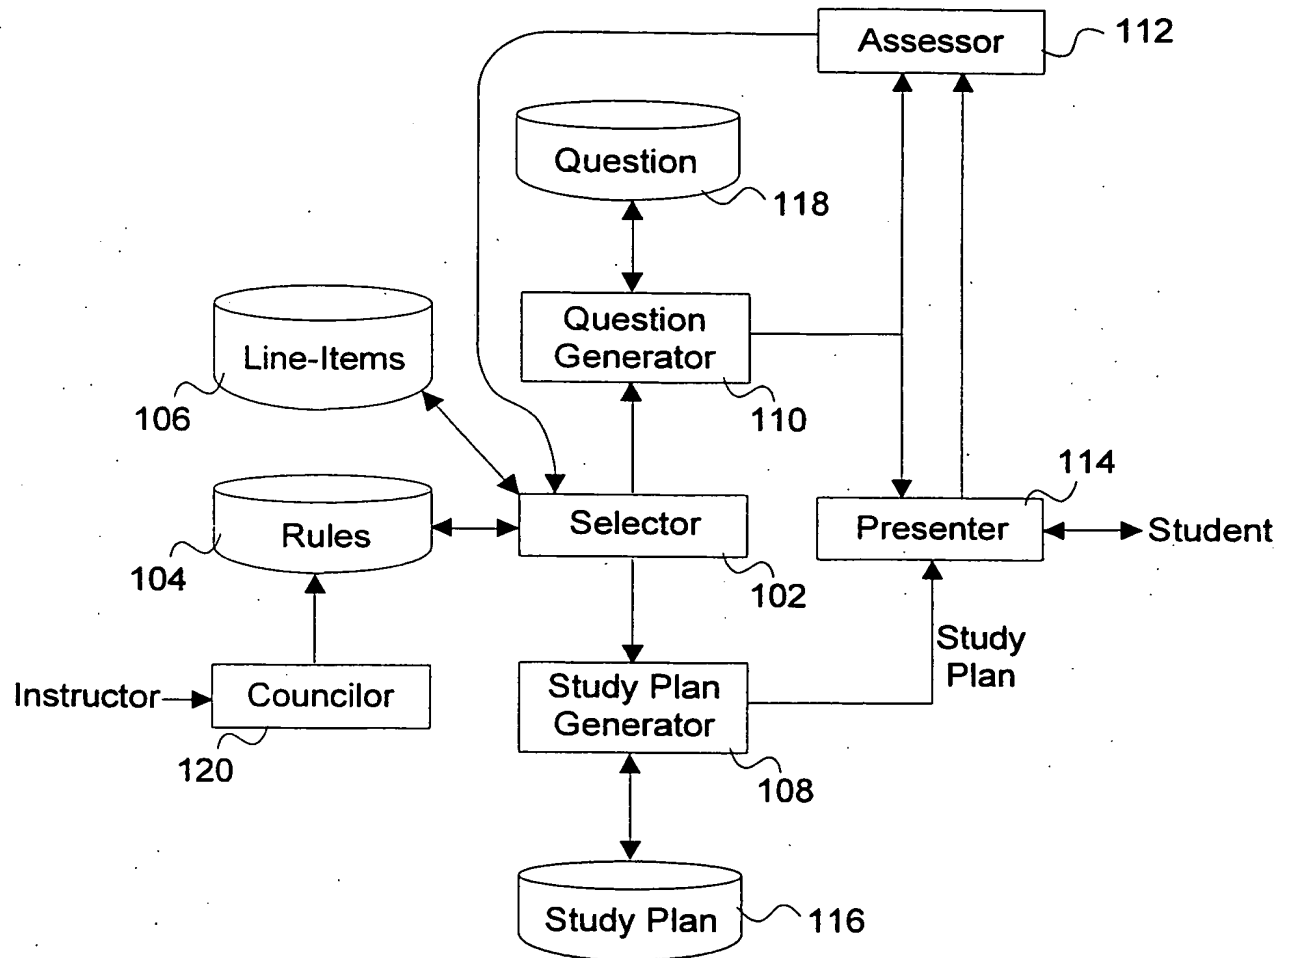 Assessor
112
Question
118
Question
Generator
110
Line-Items
106
114
Rules
104
Selector
102
Presenter
Student
Study
Plan
Instructor
Councilor
120
Study Plan
Generator
108
Study Plan
116